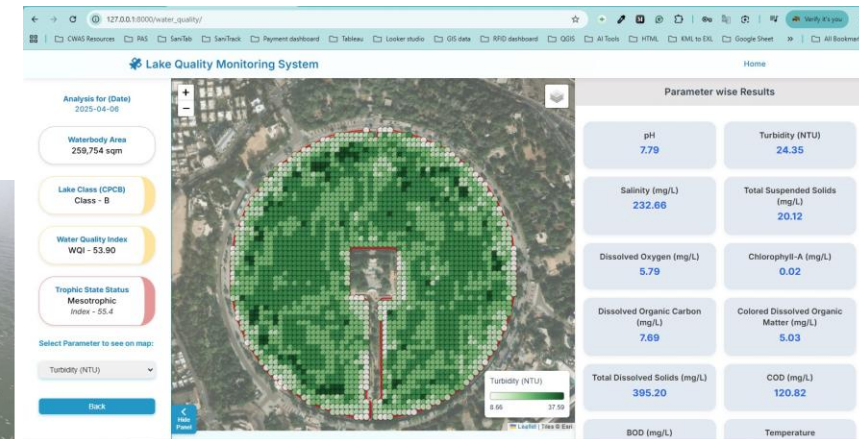 127.0.0.1:8000/water_quality/
Verify it's you
CWAS Resources PAS SaniTab SaniTrack Payment dashboard Tableau Looker studio GIS data RFID dashboard QGIS AI Tools HTML KML to EXL Google Sheet » All Bookmar
Lake Quality Monitoring System
Home
Analysis for (Date)
2025-04-06
Waterbody Area
259,754 sqm
Lake Class (CPCB)
Class - B
Water Quality Index
WQI - 53.90
Trophic State Status
Mesotrophic
Index - 55.4
Select Parameter to see on map:
Turbidity (NTU)
Back
+
−
Hide
Panel
Turbidity (NTU)
8.66 37.59
Leaflet | Tiles © Esri
Parameter wise Results
pH
7.79
Turbidity (NTU)
24.35
Salinity (mg/L)
232.66
Total Suspended Solids
(mg/L)
20.12
Dissolved Oxygen (mg/L)
5.79
Chlorophyll-A (mg/L)
0.02
Dissolved Organic Carbon
(mg/L)
7.69
Colored Dissolved Organic
Matter (mg/L)
5.03
Total Dissolved Solids (mg/L)
395.20
COD (mg/L)
120.82
BOD (mg/L)
Temperature